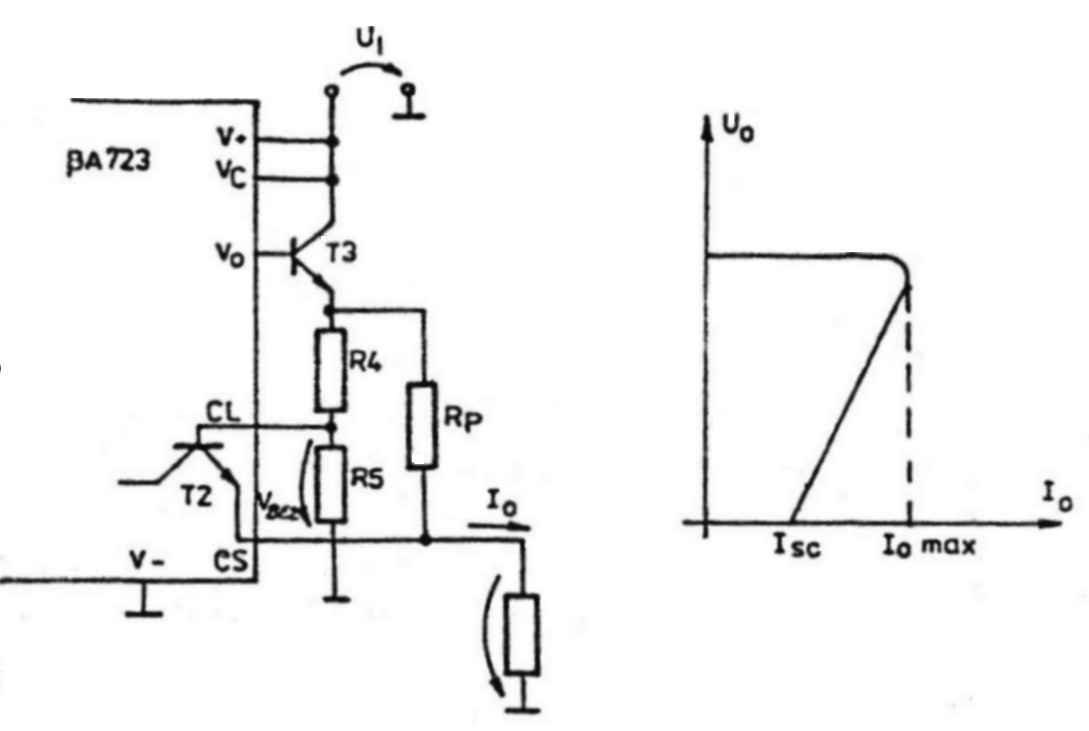 U1
V+
βA723
VC
VO
T3
R4
CL
RP
R5
T2
VBE2
IO
V-
CS
UO
IO
ISC
IO max